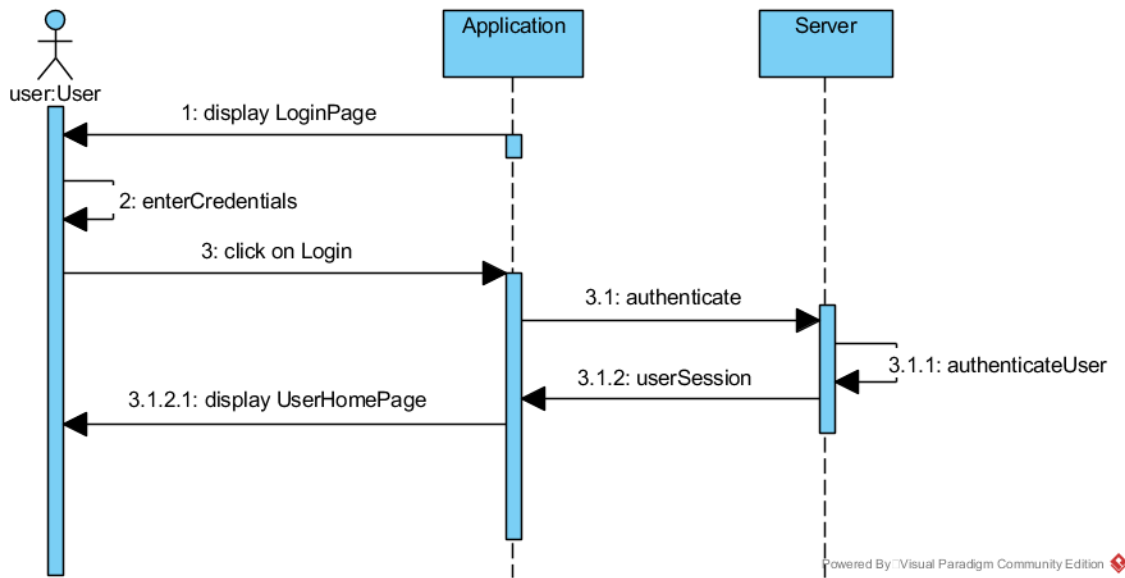 Application
Server
user:User
1: display LoginPage
2: enterCredentials
3: click on Login
3.1: authenticate
3.1.1: authenticateUser
3.1.2: userSession
3.1.2.1: display UserHomePage
Powered By Visual Paradigm Community Edition